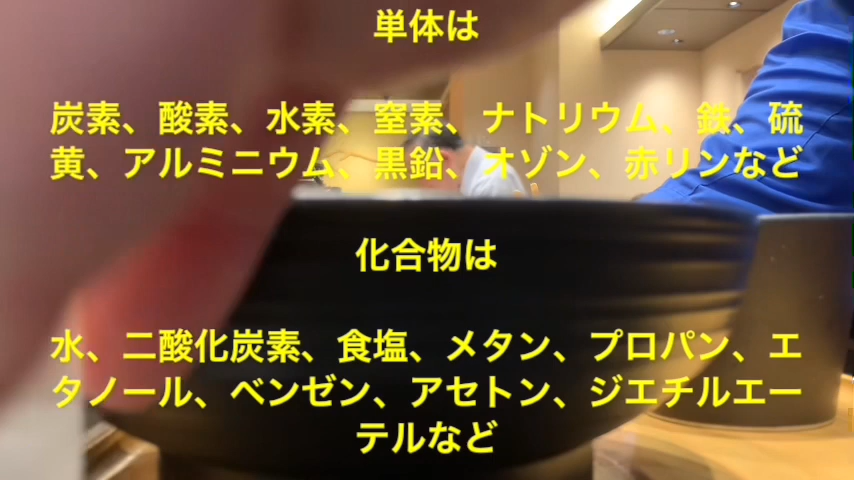 単体は
炭素、酸素、水素、窒素、ナトリウム、鉄、硫
黄、アルミニウム、黒鉛、オゾン、赤リンなど
化合物は
水、二酸化炭素、食塩、メタン、プロパン、エ
タノール、ベンゼン、アセトン、ジエチルエー
テルなど